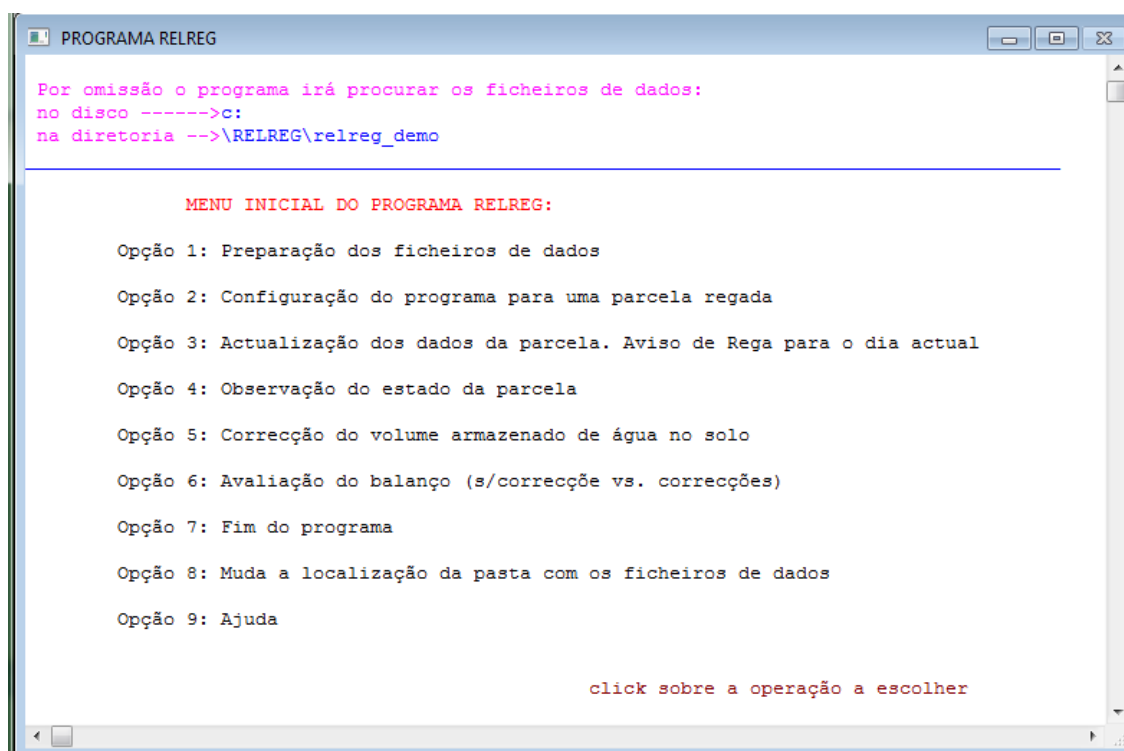 PROGRAMA RELREG
Por omissão o programa irá procurar os ficheiros de dados:
no disco ------>c:
na diretoria -->\RELREG\relreg_demo
MENU INICIAL DO PROGRAMA RELREG:
Opção 1: Preparação dos ficheiros de dados
Opção 2: Configuração do programa para uma parcela regada
Opção 3: Actualização dos dados da parcela. Aviso de Rega para o dia actual
Opção 4: Observação do estado da parcela
Opção 5: Correcção do volume armazenado de água no solo
Opção 6: Avaliação do balanço (s/correcçõe vs. correcções)
Opção 7: Fim do programa
Opção 8: Muda a localização da pasta com os ficheiros de dados
Opção 9: Ajuda
click sobre a operação a escolher